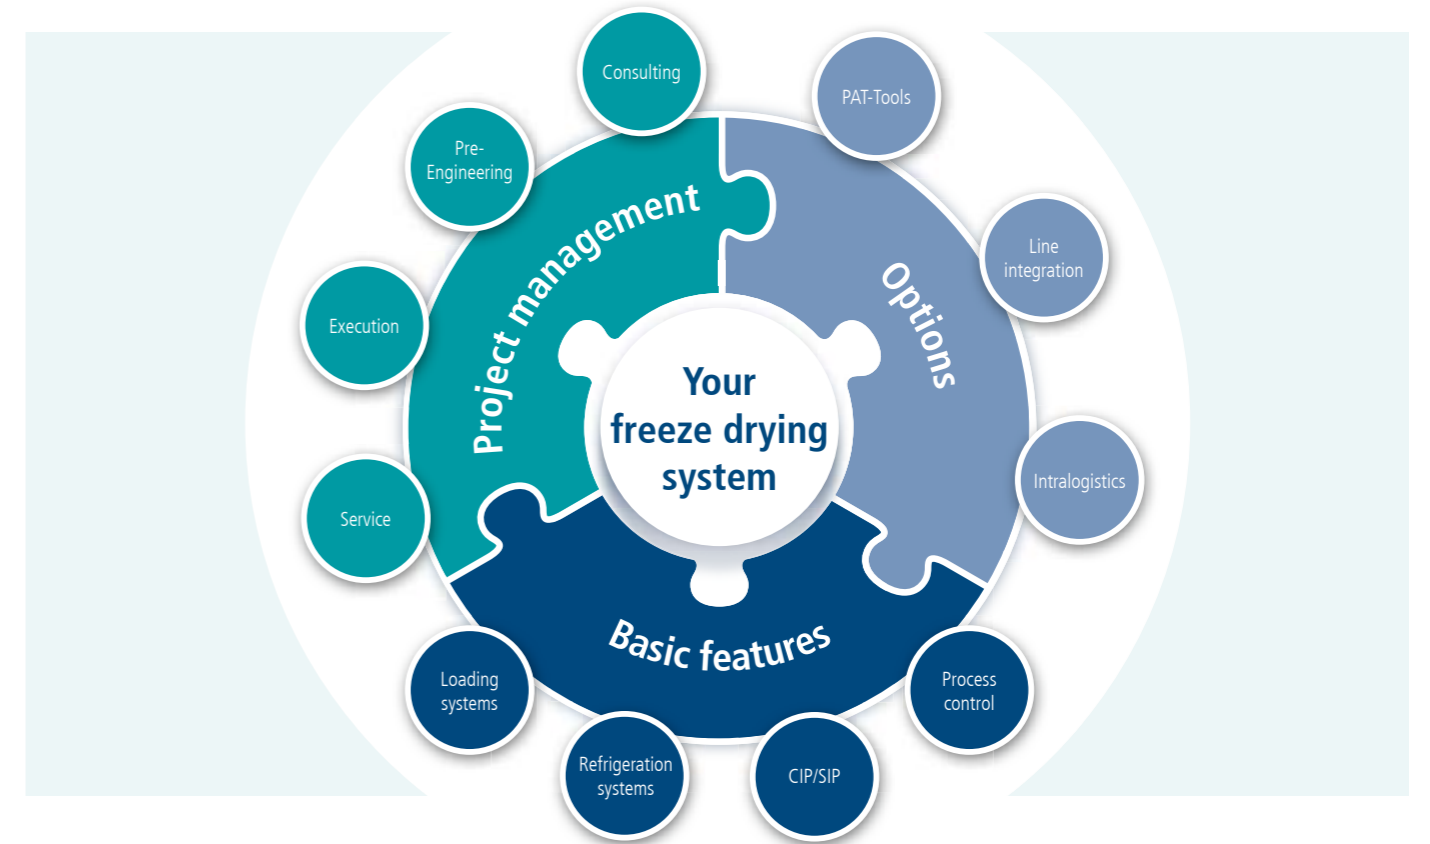 Consulting
PAT-Tools
Pre-
Engineering
Line
integration
Execution
Intralogistics
Service
Project management
Options
Your
freeze drying
system
Basic features
Loading
systems
Process
control
Refrigeration
systems
CIP/SIP